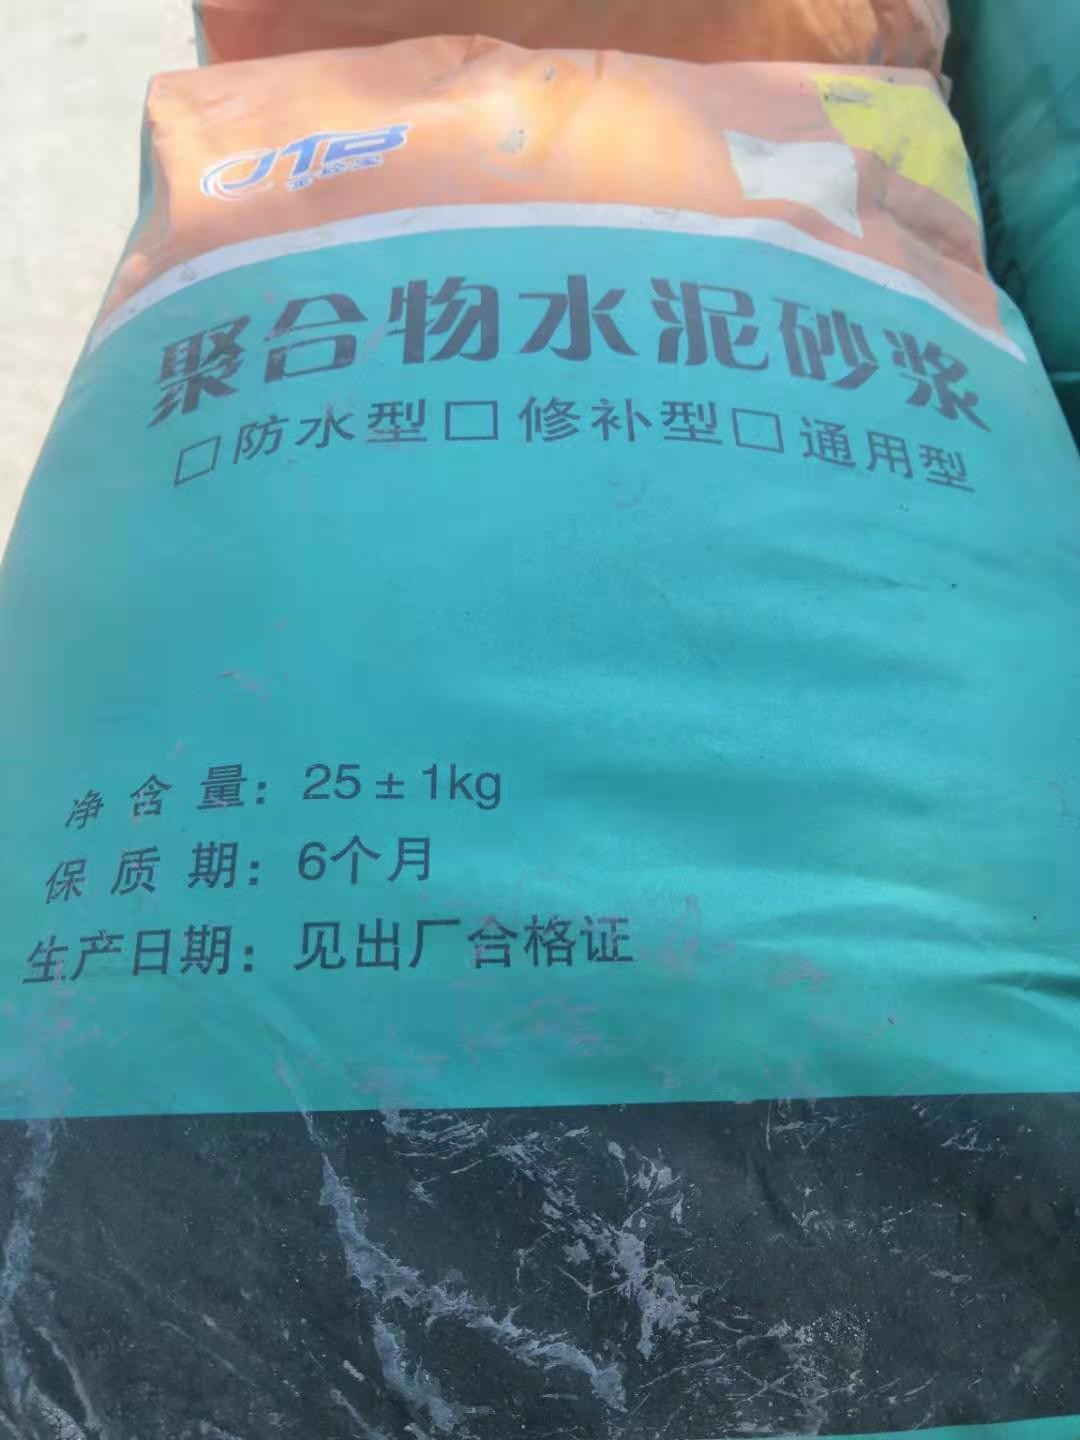 JTB
聚合物水泥砂浆
□防水型□修补型□通用型
净含量：25±1kg
保质期：6个月
生产日期：见出厂合格证